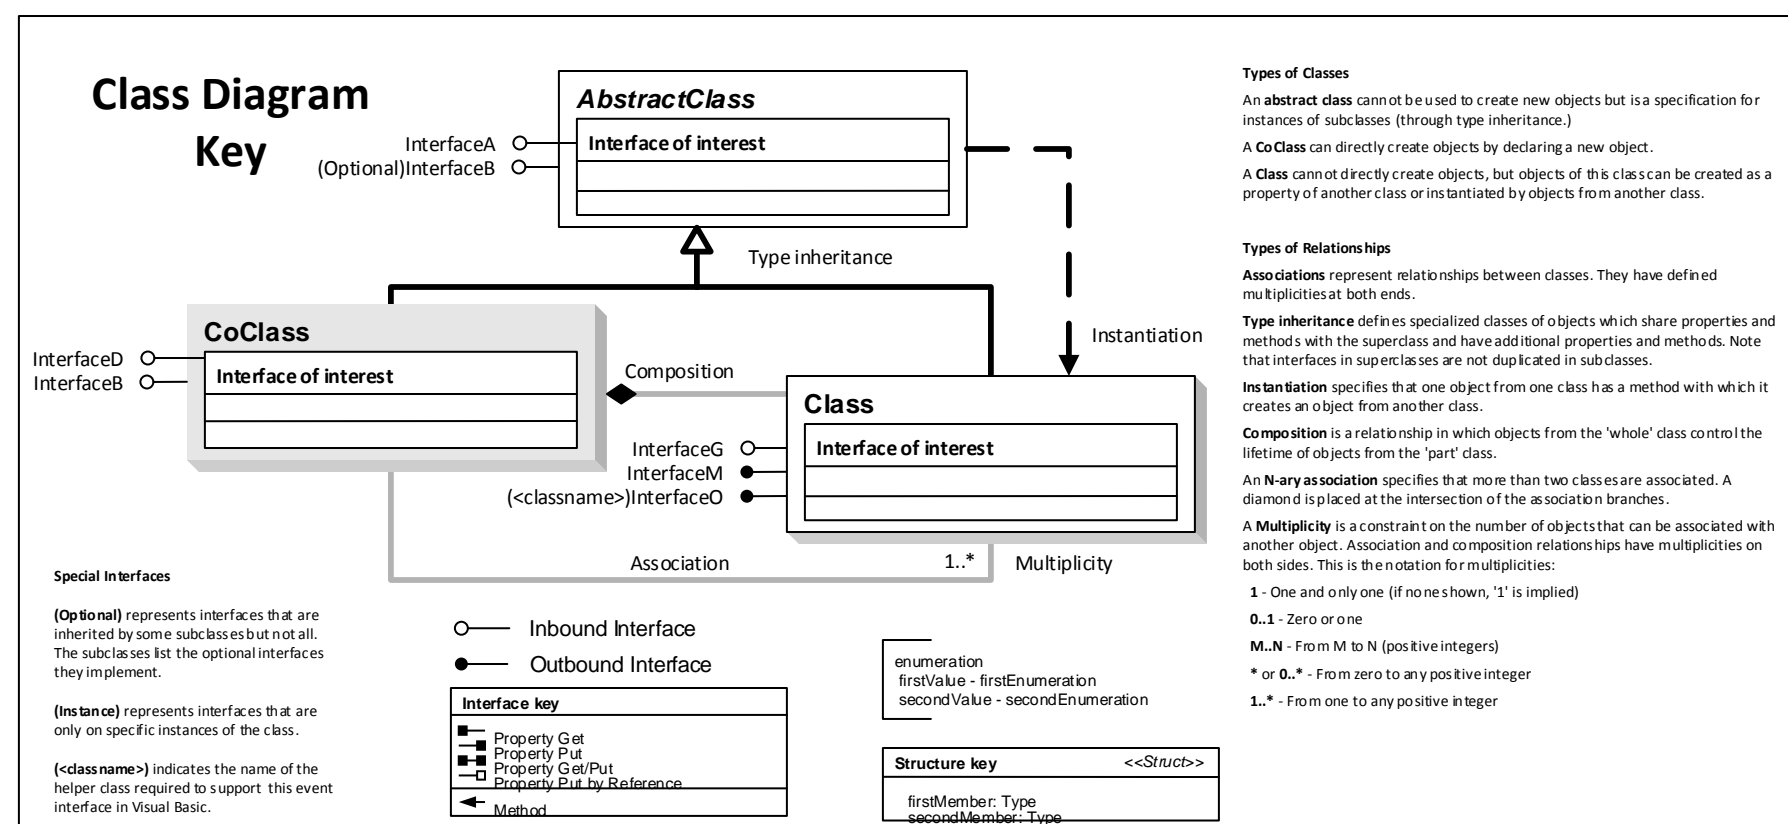 Class Diagram
Key
AbstractClass
Interface of interest
InterfaceA
(Optional)InterfaceB
Type inheritance
CoClass
Interface of interest
InterfaceD
InterfaceB
Composition
Instantiation
Class
Interface of interest
InterfaceG
InterfaceM
(<classname>)InterfaceO
Association
1..*
Multiplicity
Special Interfaces
(Optional) represents interfaces that are
inherited by some subclasses but not all.
The subclasses list the optional interfaces
they implement.
(Instance) represents interfaces that are
only on specific instances of the class.
(<classname>) indicates the name of the
helper class required to support this event
interface in Visual Basic.
Inbound Interface
Outbound Interface
Interface key
Property Get
Property Put
Property Get/Put
Property Put by Reference
Method
enumeration
firstValue - firstEnumeration
secondValue - secondEnumeration
Structure key <<Struct>>
firstMember: Type
secondMember: Type
Types of Classes
An abstract class cannot be used to create new objects but is a specification for
instances of subclasses (through type inheritance.)
A CoClass can directly create objects by declaring a new object.
A Class cannot directly create objects, but objects of this class can be created as a
property of another class or instantiated by objects from another class.
Types of Relationships
Associations represent relationships between classes. They have defined
multiplicities at both ends.
Type inheritance defines specialized classes of objects which share properties and
methods with the superclass and have additional properties and methods. Note
that interfaces in superclasses are not duplicated in subclasses.
Instantiation specifies that one object from one class has a method with which it
creates an object from another class.
Composition is a relationship in which objects from the 'whole' class control the
lifetime of objects from the 'part' class.
An N-ary association specifies that more than two classes are associated. A
diamond is placed at the intersection of the association branches.
A Multiplicity is a constraint on the number of objects that can be associated with
another object. Association and composition relationships have multiplicities on
both sides. This is the notation for multiplicities:
1 - One and only one (if none shown, '1' is implied)
0..1 - Zero or one
M..N - From M to N (positive integers)
* or 0..* - From zero to any positive integer
1..* - From one to any positive integer